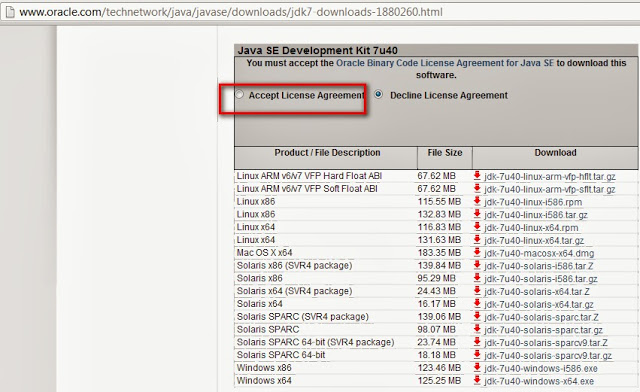 www.oracle.com/technetwork/java/javase/downloads/jdk7-downloads-1880260.html
Java SE Development Kit 7u40
You must accept the Oracle Binary Code License Agreement for Java SE to download this
software.
Accept License Agreement Decline License Agreement
Product / File Description File Size Download
Linux ARM v6/v7 VFP Hard Float ABI 67.62 MB jdk-7u40-linux-arm-vfp-hflt.tar.gz
Linux ARM v6/v7 VFP Soft Float ABI 67.62 MB jdk-7u40-linux-arm-vfp-sflt.tar.gz
Linux x86 115.55 MB jdk-7u40-linux-i586.rpm
Linux x86 132.83 MB jdk-7u40-linux-i586.tar.gz
Linux x64 116.83 MB jdk-7u40-linux-x64.rpm
Linux x64 131.63 MB jdk-7u40-linux-x64.tar.gz
Mac OS X x64 183.35 MB jdk-7u40-macosx-x64.dmg
Solaris x86 (SVR4 package) 139.84 MB jdk-7u40-solaris-i586.tar.Z
Solaris x86 95.29 MB jdk-7u40-solaris-i586.tar.gz
Solaris x64 (SVR4 package) 24.43 MB jdk-7u40-solaris-x64.tar.Z
Solaris x64 16.17 MB jdk-7u40-solaris-x64.tar.gz
Solaris SPARC (SVR4 package) 139.06 MB jdk-7u40-solaris-sparc.tar.Z
Solaris SPARC 98.07 MB jdk-7u40-solaris-sparc.tar.gz
Solaris SPARC 64-bit (SVR4 package) 23.74 MB jdk-7u40-solaris-sparcv9.tar.Z
Solaris SPARC 64-bit 18.18 MB jdk-7u40-solaris-sparcv9.tar.gz
Windows x86 123.46 MB jdk-7u40-windows-i586.exe
Windows x64 125.25 MB jdk-7u40-windows-x64.exe